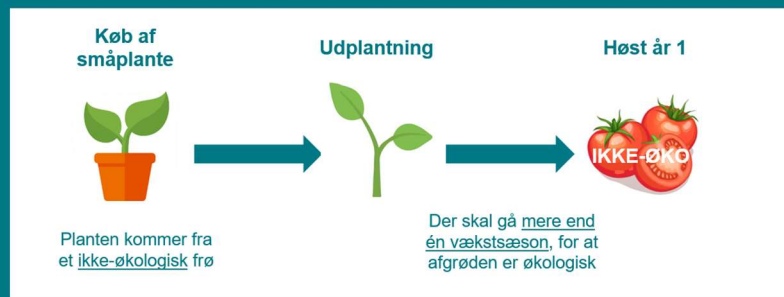 Køb af
småplante
Udplantning
Høst år 1
IKKE-ØKO
Planten kommer fra
et ikke-økologisk frø
Der skal gå mere end
én vækstsæson, for at
afgrøden er økologisk